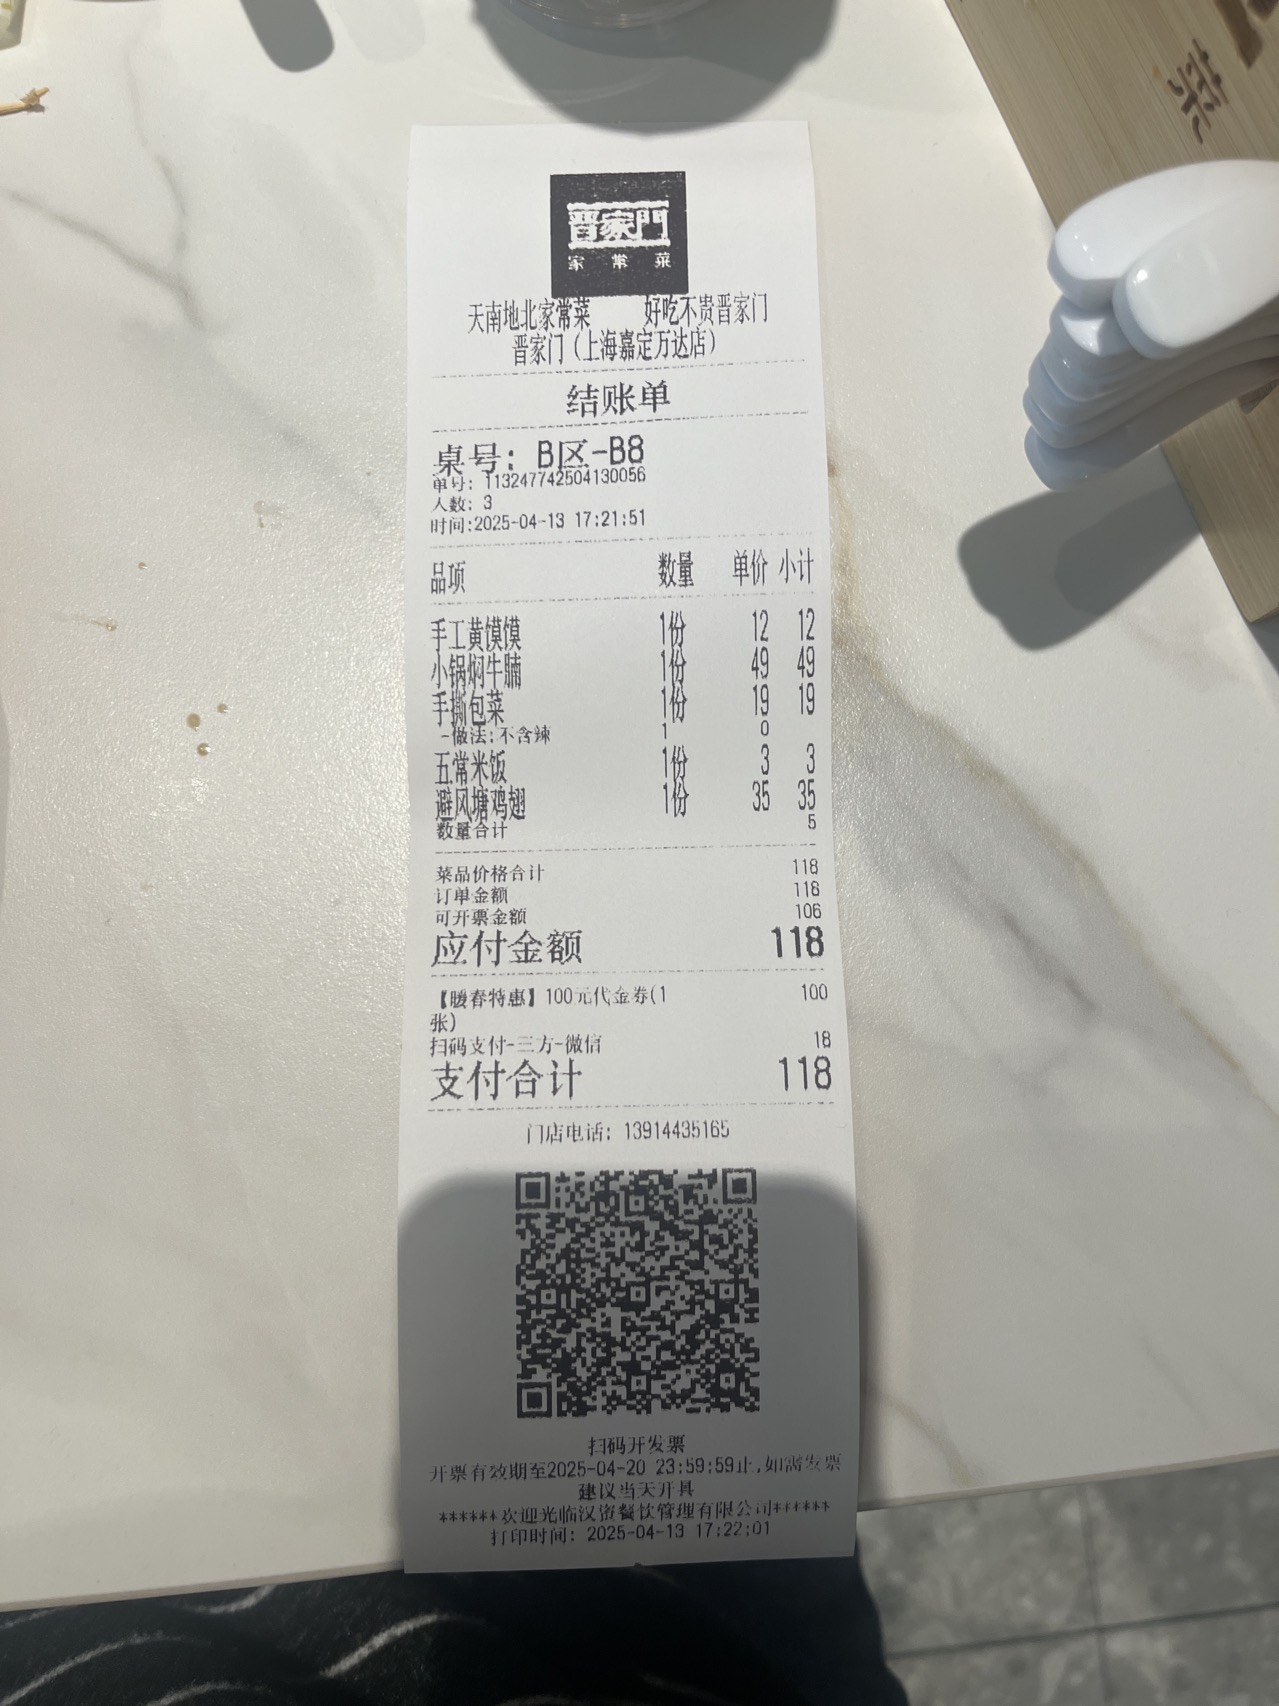 菜
晋家門
家常菜
天南地北家常菜 好吃不贵晋家门
晋家门(上海嘉定万达店)
结账单
桌号: B区-B8
单号: 113247742504130056
人数: 3
时间:2025-04-13 17:21:51
品项 数量 单价 小计
手工黄馍馍 1份 12 12
小锅焖牛腩 1份 49 49
手撕包菜 1份 19 19
-做法:不含辣 1 0
五常米饭 1份 3 3
避风塘鸡翅 1份 35 35
数量合计 5
菜品价格合计 118
订单金额 118
可开票金额 106
应付金额 118
【暖春特惠】100元代金券(1 100
张)
扫码支付-三方-微信 18
支付合计 118
门店电话: 13914435165
扫码开发票
开票有效期至2025-04-20 23:59:59止,如需发票
建议当天开具
******欢迎光临汉资餐饮管理有限公司******
打印时间: 2025-04-13 17:22:01